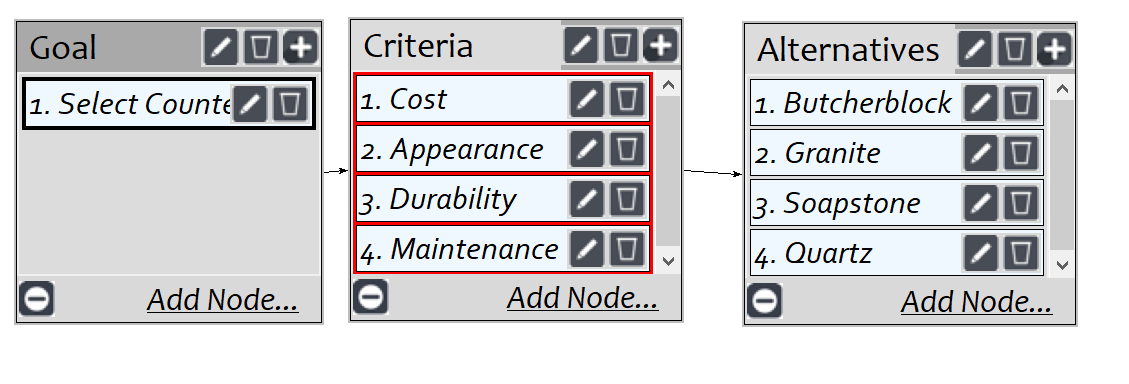 Goal
1. Select Counte
Add Node...
Criteria
1. Cost
2. Appearance
3. Durability
4. Maintenance
Add Node...
Alternatives
1. Butcherblock
2. Granite
3. Soapstone
4. Quartz
Add Node...